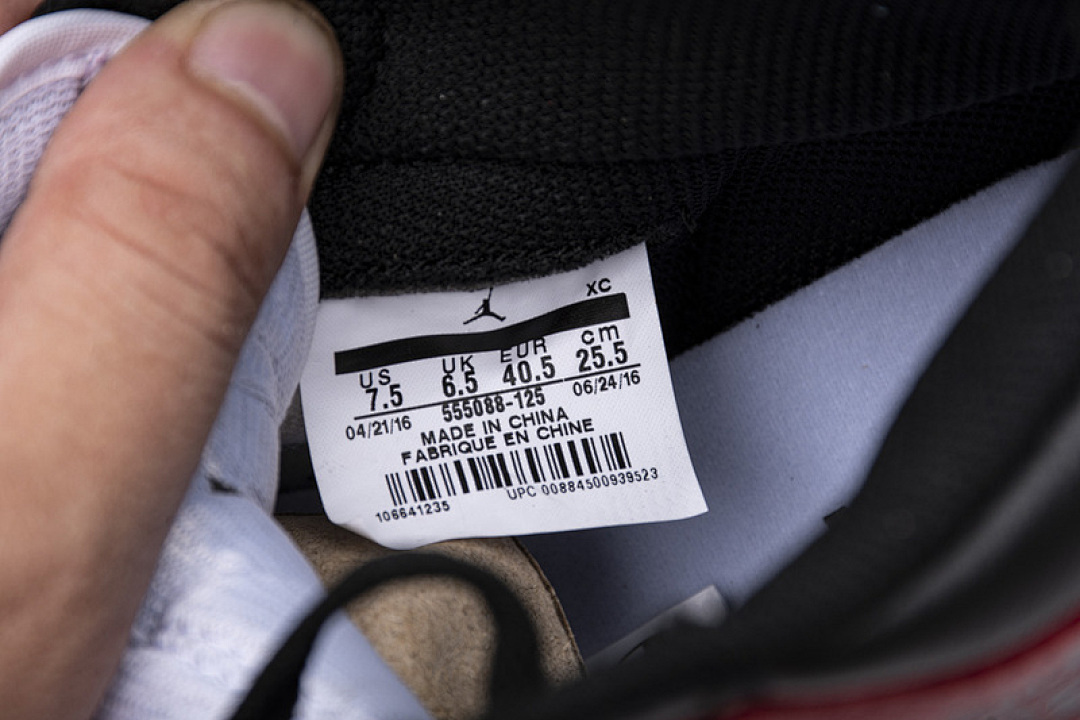 XC
US UK EUR cm
7.5 6.5 40.5 25.5
04/21/16 555088-125 06/24/16
MADE IN CHINA
FABRIQUE EN CHINE
106641235 UPC 00884500939523